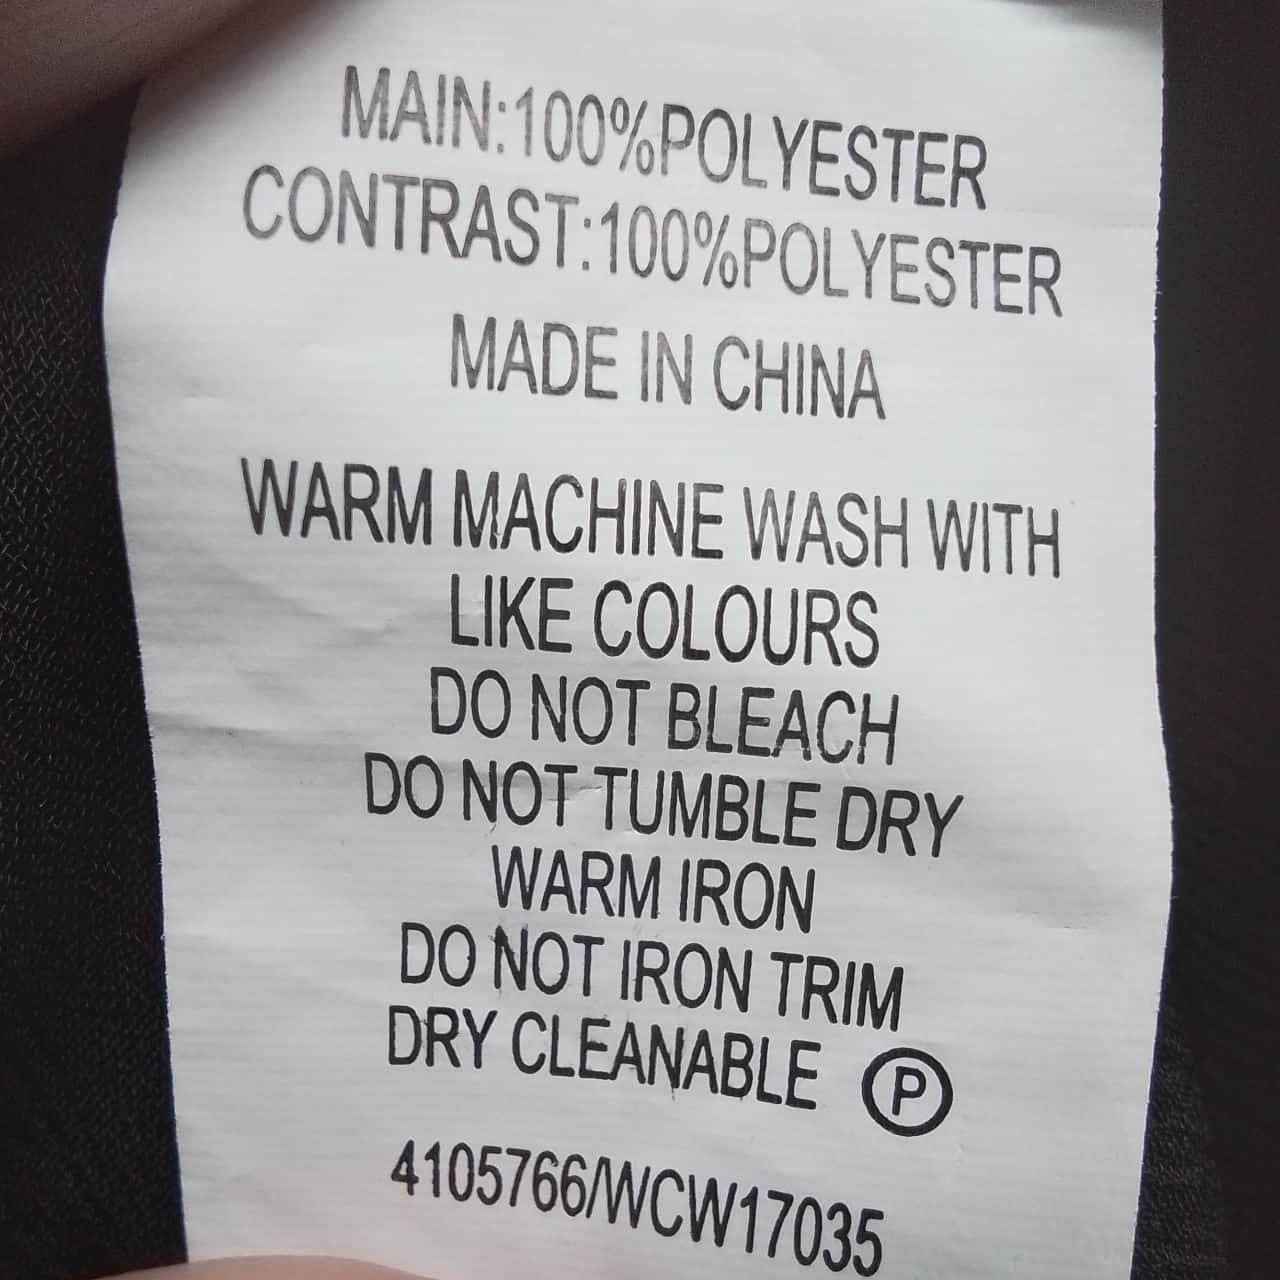 MAIN:100%POLYESTER
CONTRAST:100%POLYESTER
MADE IN CHINA
WARM MACHINE WASH WITH
LIKE COLOURS
DO NOT BLEACH
DO NOT TUMBLE DRY
WARM IRON
DO NOT IRON TRIM
DRY CLEANABLE Ⓟ
4105766/WCW17035